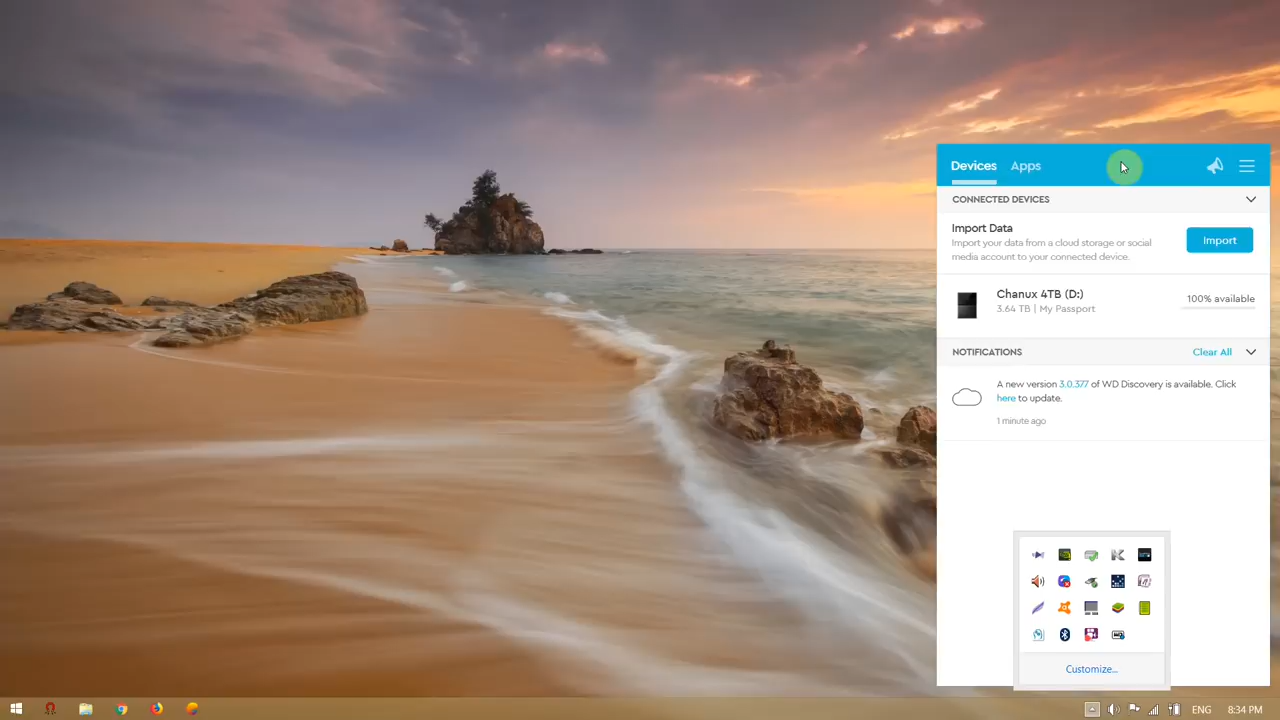 Devices Apps
CONNECTED DEVICES
Import Data
Import your data from a cloud storage or social
media account to your connected device.
Import
Chanux 4TB (D:)
3.64 TB | My Passport
100% available
NOTIFICATIONS
Clear All
A new version 3.0.377 of WD Discovery is available. Click
here to update.
1 minute ago
Customize...
ENG
8:34 PM